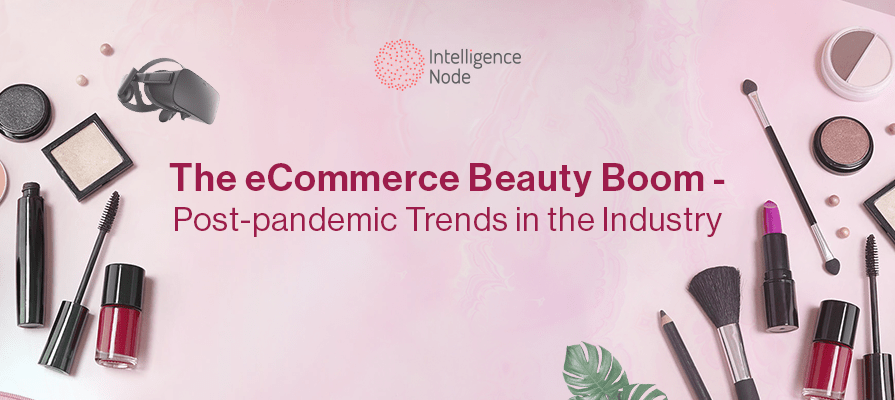 Intelligence
Node
The eCommerce Beauty Boom -
Post-pandemic Trends in the Industry